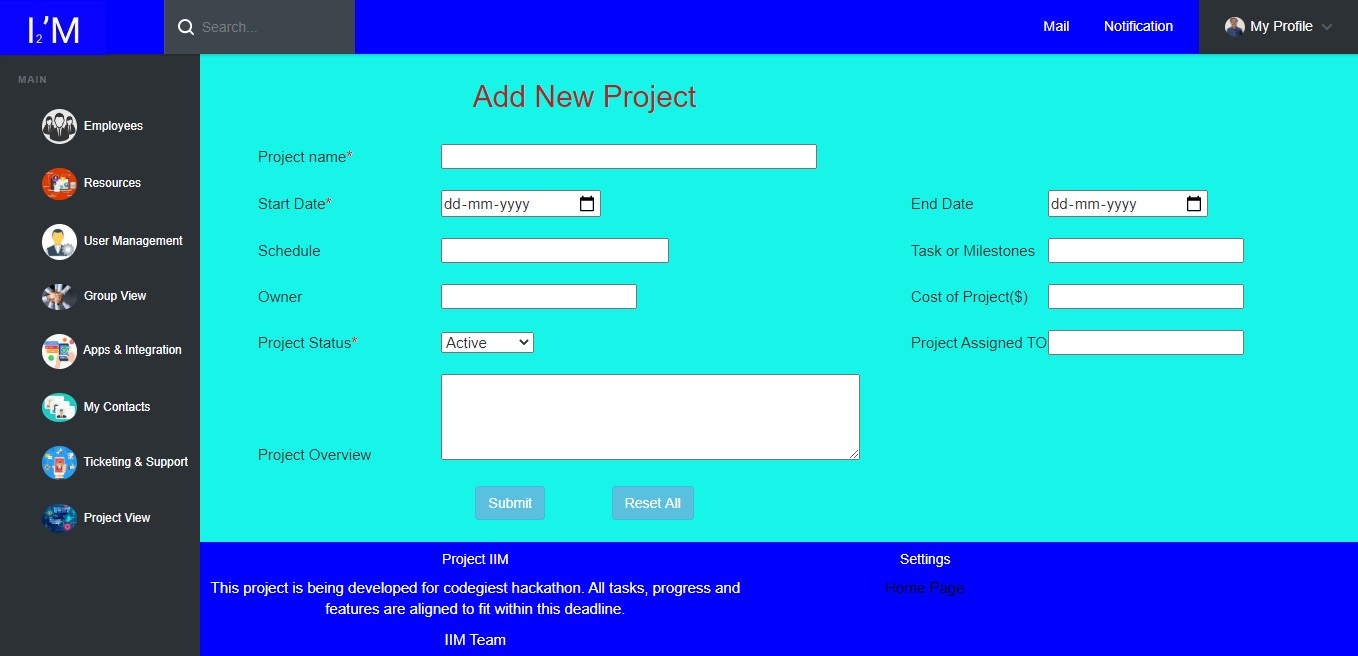 I2'M
Search...
Mail
Notification
My Profile
MAIN
Employees
Resources
User Management
Group View
Apps & Integration
My Contacts
Ticketing & Support
Project View
Add New Project
Project name*
Start Date*
dd-mm-yyyy
End Date
dd-mm-yyyy
Schedule
Task or Milestones
Owner
Cost of Project($)
Project Status*
Active
Project Assigned TO
Project Overview
Submit
Reset All
Project IIM
This project is being developed for codegiest hackathon. All tasks, progress and
features are aligned to fit within this deadline.
IIM Team
Settings
Home Page